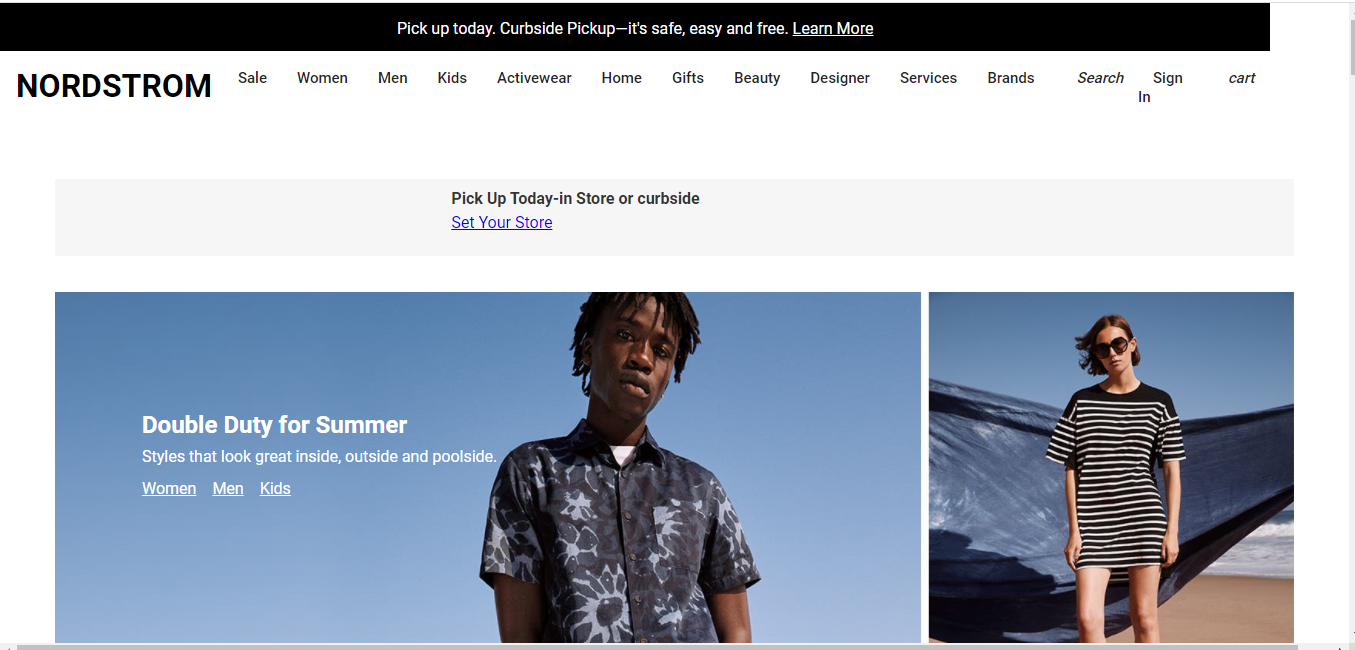 Pick up today. Curbside Pickup—it's safe, easy and free. Learn More
NORDSTROM Sale Women Men Kids Activewear Home Gifts Beauty Designer Services Brands Search Sign In cart
Pick Up Today-in Store or curbside
Set Your Store
Double Duty for Summer
Styles that look great inside, outside and poolside.
Women Men Kids